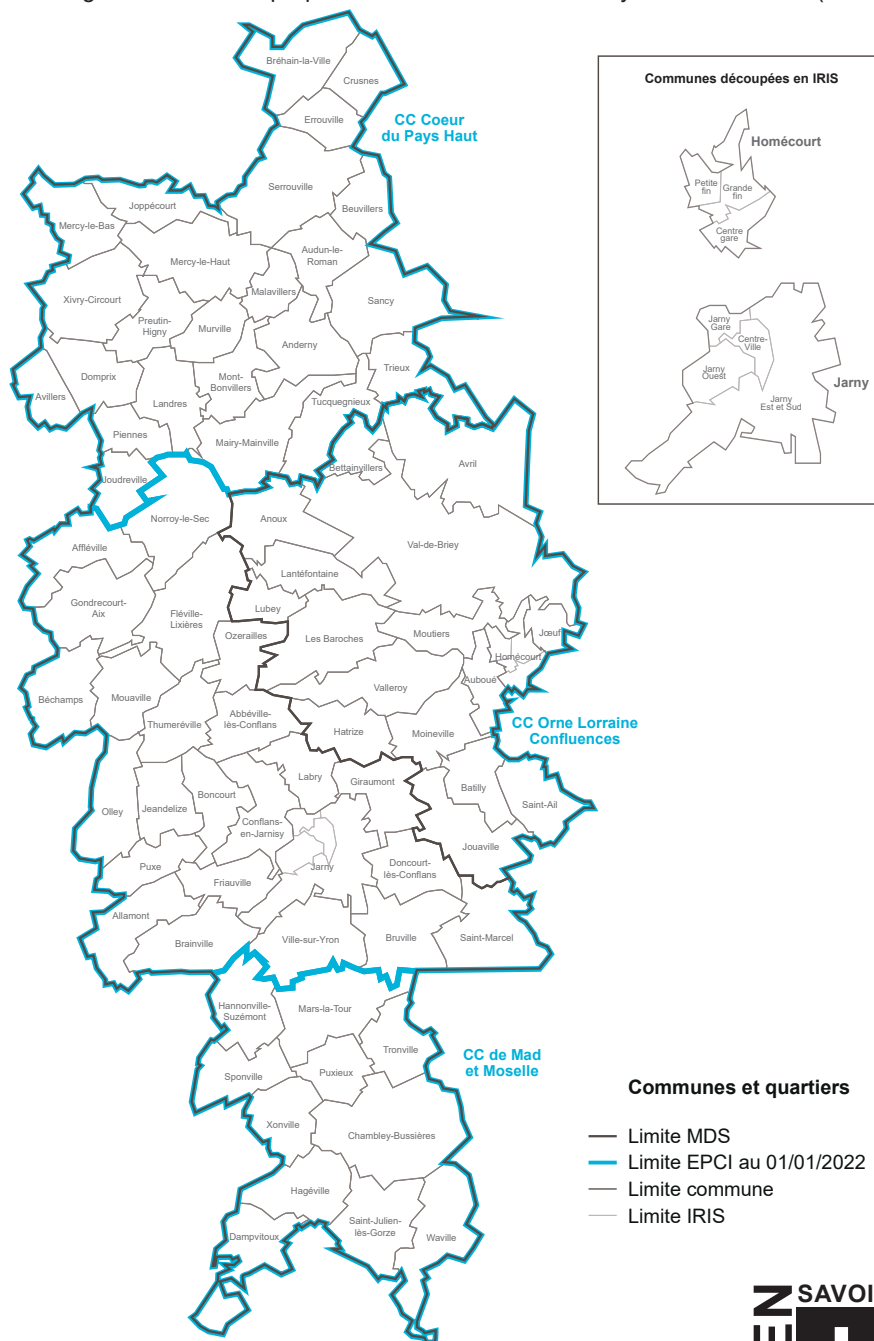 CC Coeur
du Pays Haut
Bréhain-la-Ville
Crusnes
Errouville
Serrouville
Beuvillers
Joppécourt
Mercy-le-Bas
Mercy-le-Haut
Audun-le-
Roman
Malavillers
Xivry-Circourt
Sancy
Preutin-
Higny
Murville
Anderny
Trieux
Domprix
Mont-
Bonvillers
Avillers
Landres
Tucquegnieux
Piennes
Mairy-Mainville
Joudreville
Bettainvillers
Avril
Norroy-le-Sec
Anoux
Affléville
Val-de-Briey
Lantéfontaine
Gondrecourt-
Aix
Fléville-
Lixières
Lubey
Ozerailles
Les Baroches
Moutiers
Jœuf
Homécourt
Auboué
Béchamps
Mouaville
Valleroy
Thumeréville
Abbéville-
lès-Conflans
Hatrize
Moineville
CC Orne Lorraine
Confluences
Labry
Giraumont
Batilly
Saint-Ail
Olley
Jeandelize
Boncourt
Conflans-
en-Jarnisy
Jouaville
Puxe
Jarny
Doncourt-
lès-Conflans
Friauville
Allamont
Brainville
Ville-sur-Yron
Bruville
Saint-Marcel
Hannonville-
Suzémont
Mars-la-Tour
Tronville
CC de Mad
et Moselle
Sponville
Puxieux
Xonville
Chambley-Bussières
Hagéville
Saint-Julien-
lès-Gorze
Waville
Dampvitoux
Communes découpées en IRIS
Homécourt
Petite
fin
Grande
fin
Centre
gare
Jarny
Gare
Centre-
Ville
Jarny
Ouest
Jarny
Jarny
Est et Sud
Communes et quartiers
Limite MDS
Limite EPCI au 01/01/2022
Limite commune
Limite IRIS
SAVOI